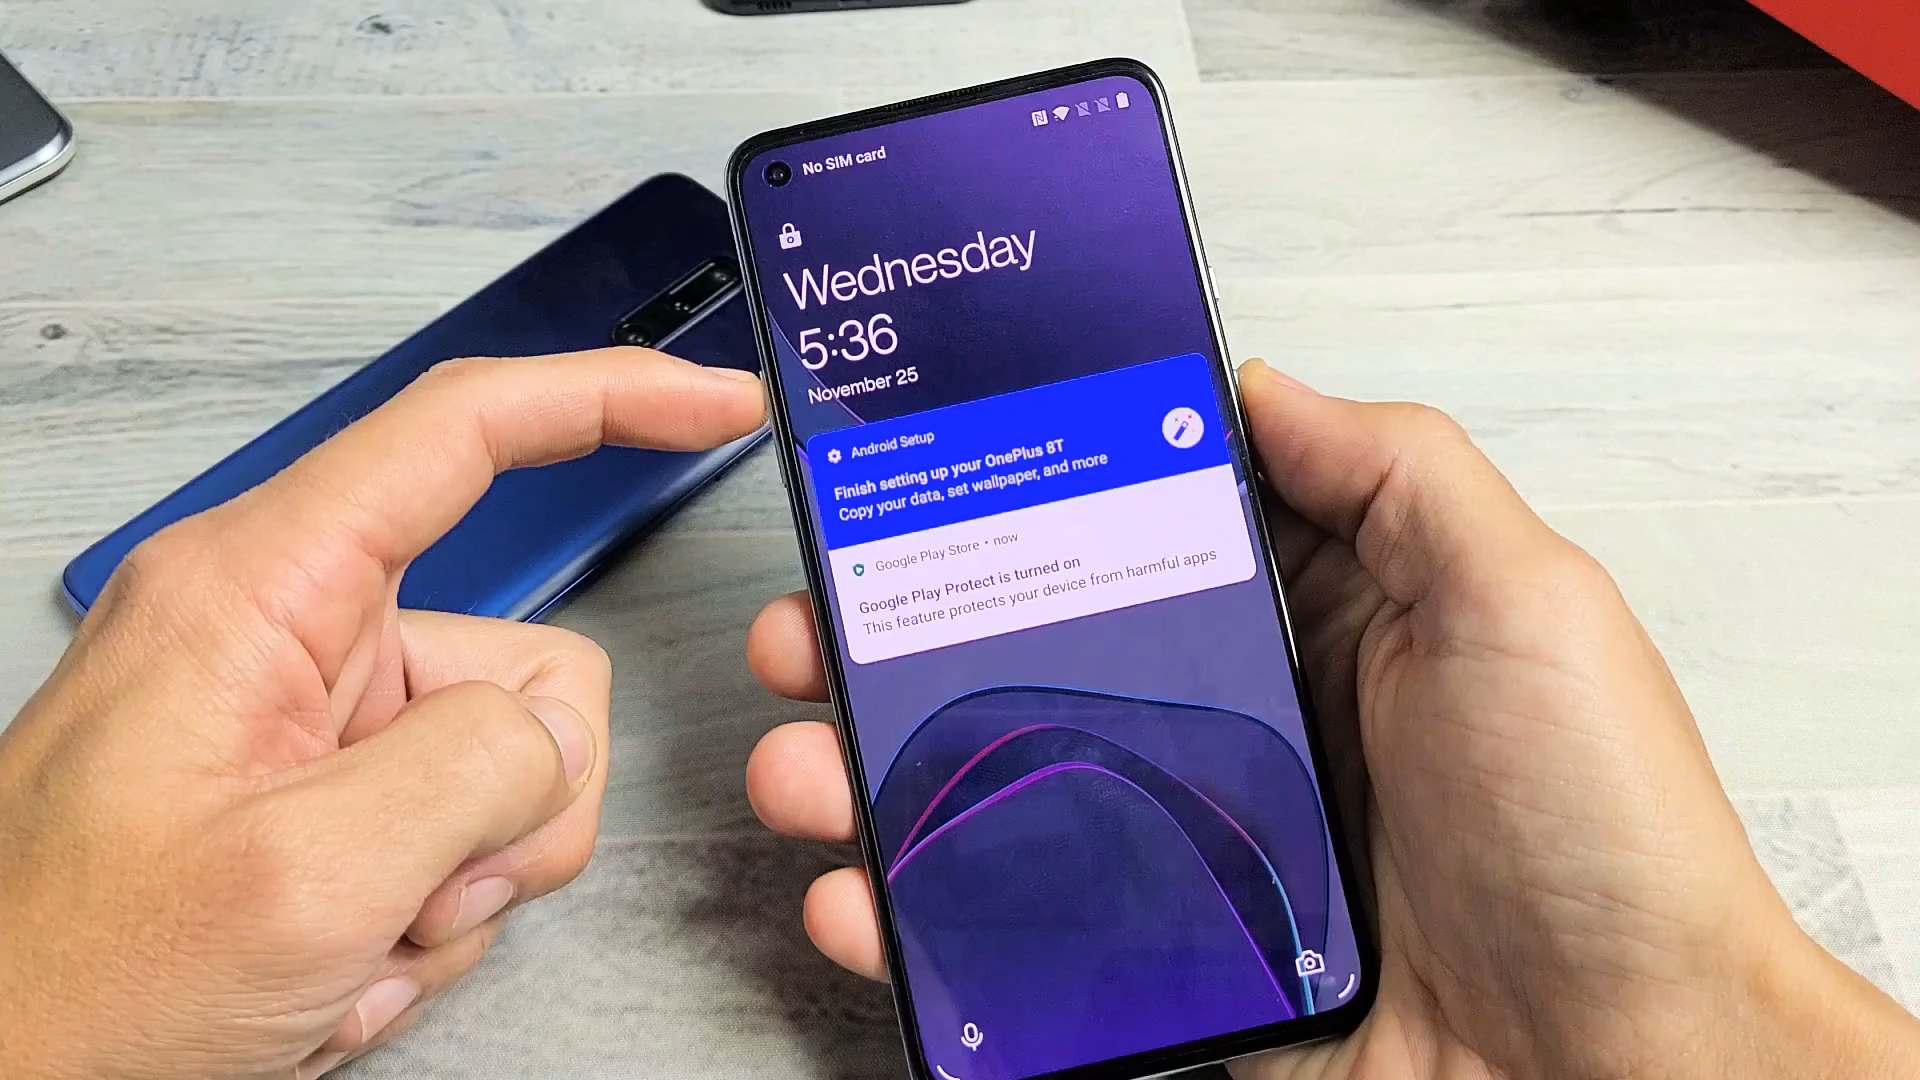 No SIM card
Wednesday
5:36
November 25
Android Setup
Finish setting up your OnePlus 8T
Copy your data, set wallpaper, and more
Google Play Store • now
Google Play Protect is turned on
This feature protects your device from harmful apps